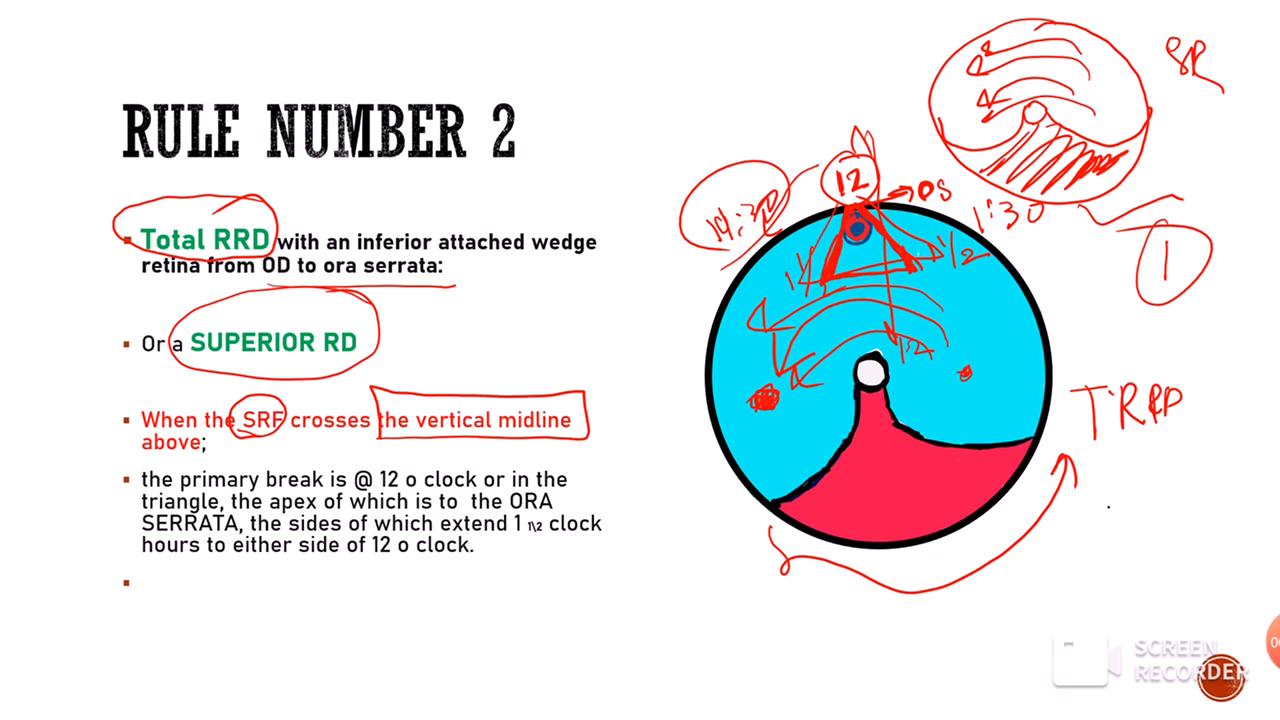 RULE NUMBER 2
Total RRD with an inferior attached wedge
retina from OD to ora serrata:
Or a SUPERIOR RD
When the SRF crosses the vertical midline
above;
the primary break is @ 12 o clock or in the
triangle, the apex of which is to the ORA
SERRATA, the sides of which extend 1 1\2 clock
hours to either side of 12 o clock.
SR
12
OS
1:30
1
1/2
TRRD
SCREEN
RECORDER